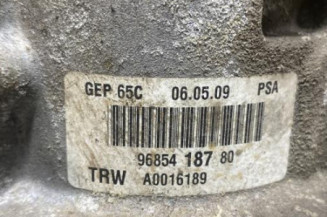 GEP 65C 06.05.09 PSA
96854 187 80
TRW A0016189